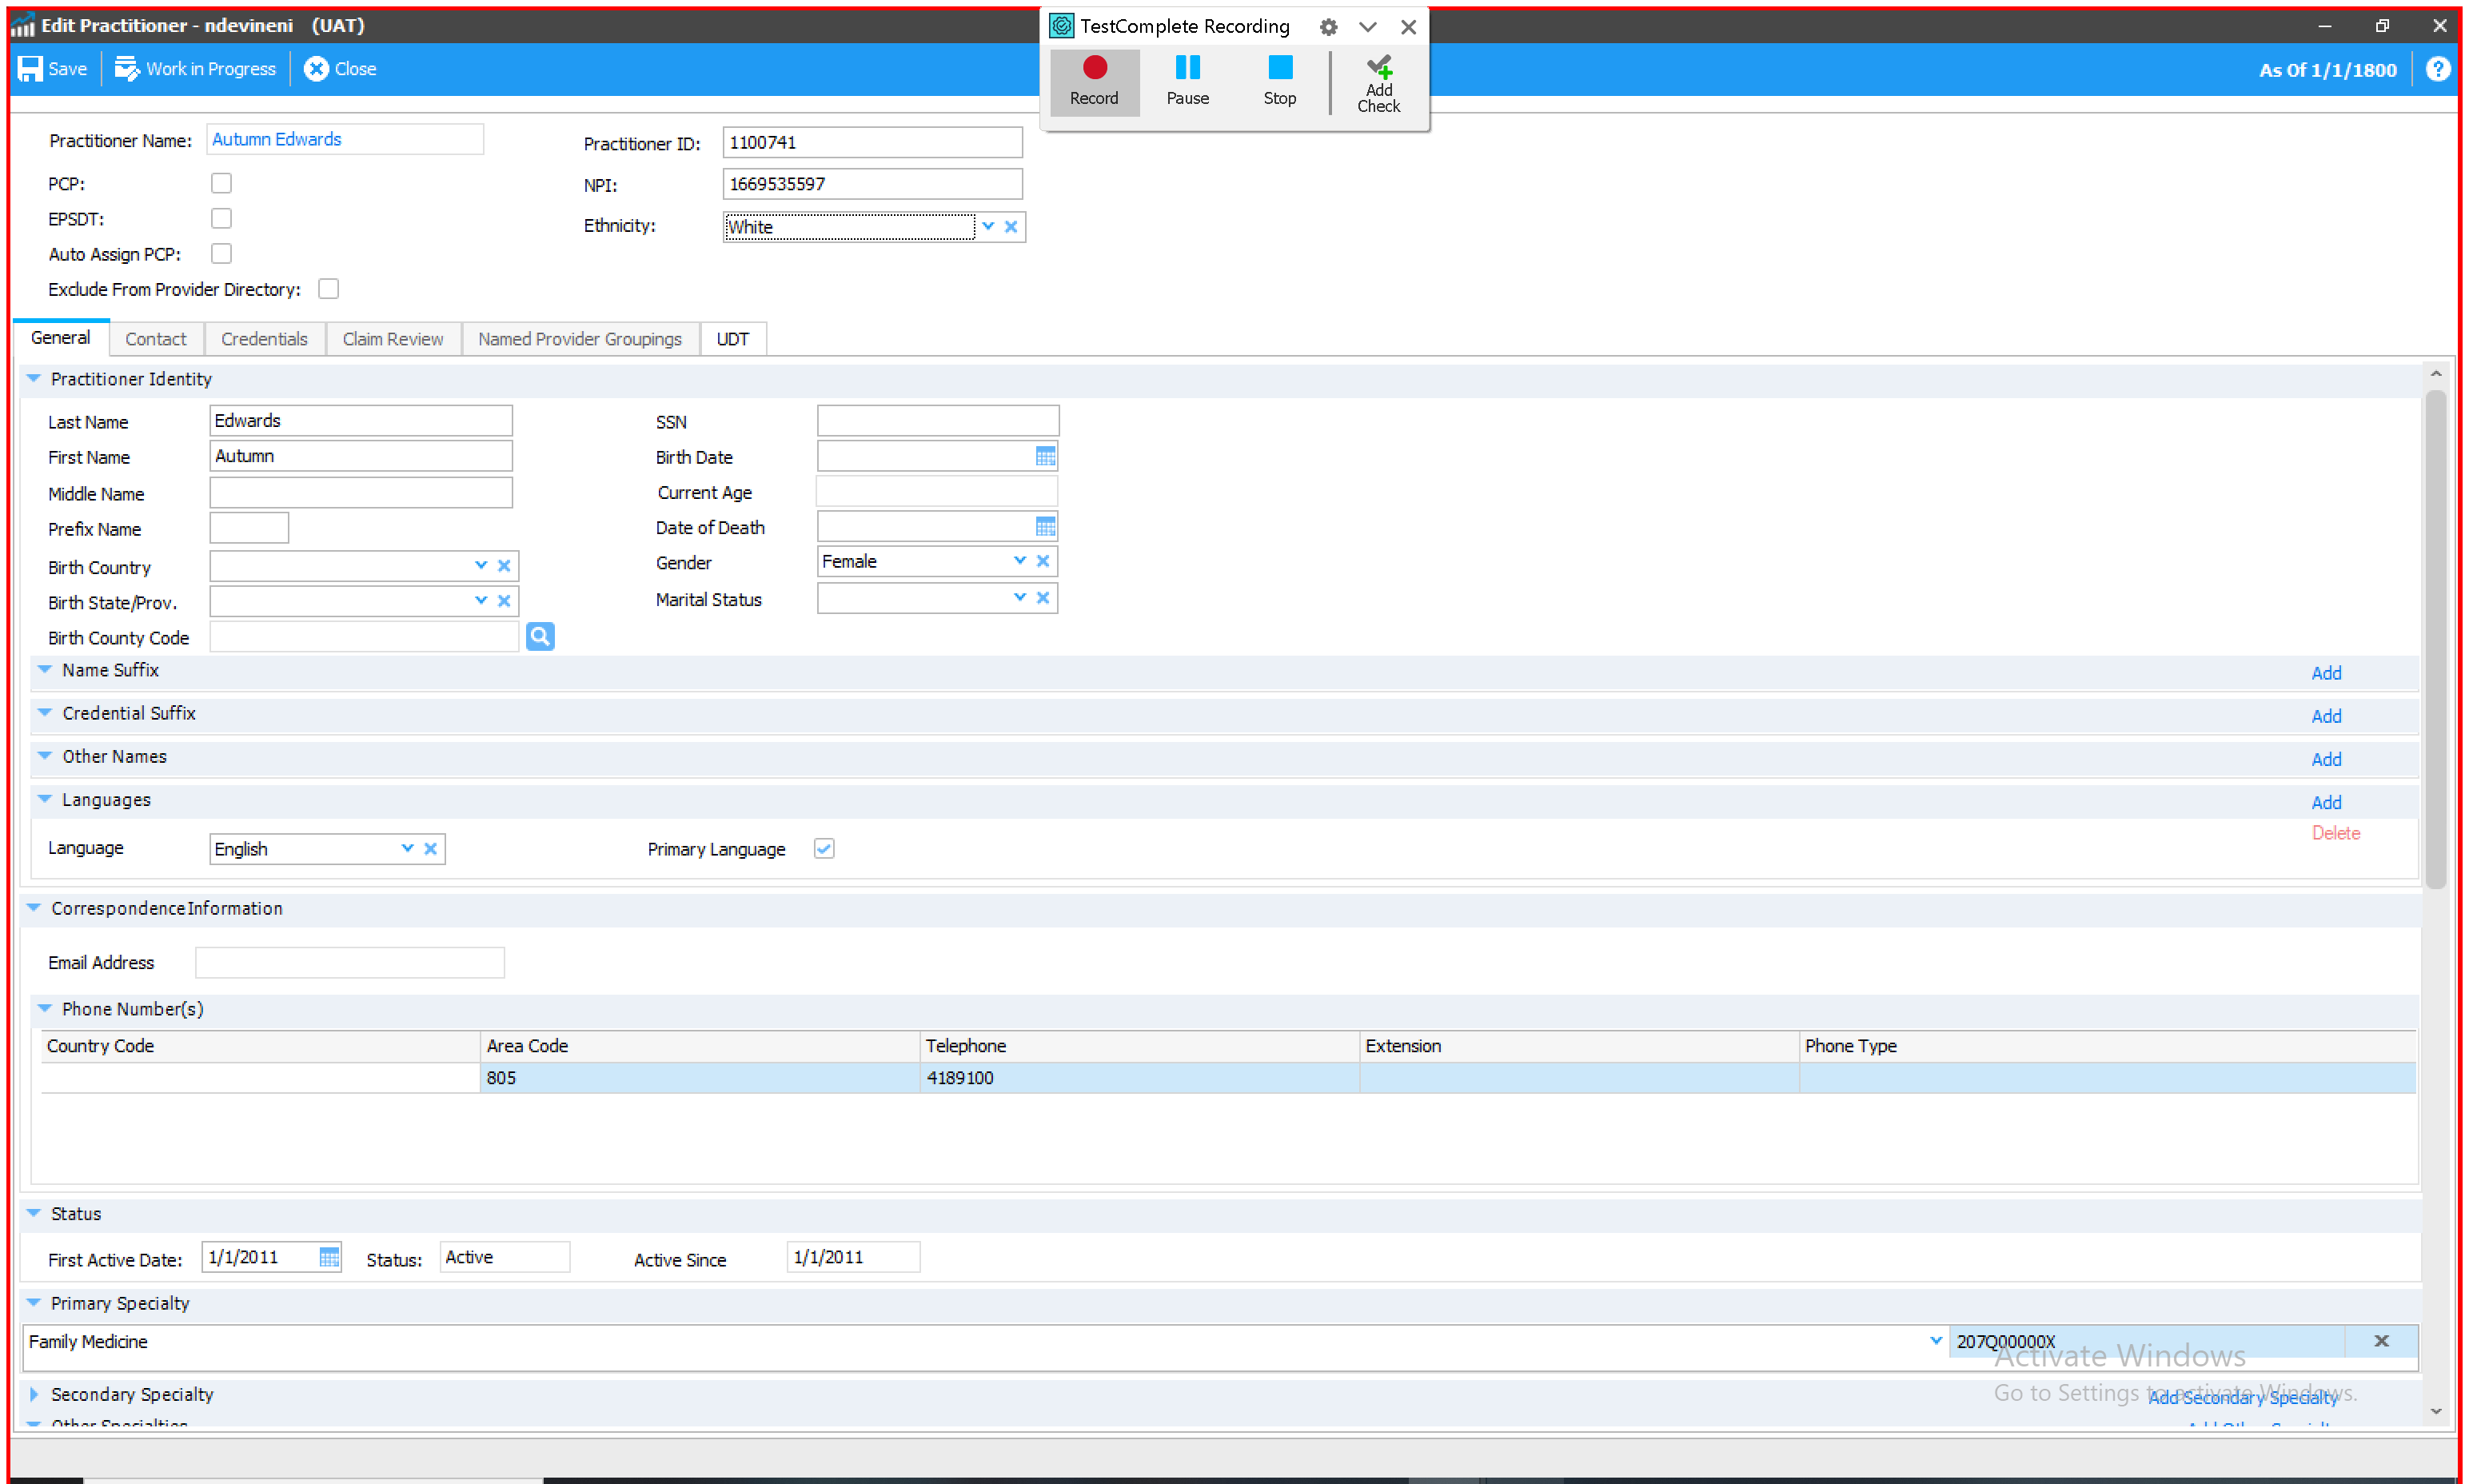 Edit Practitioner - ndevineni (UAT)
TestComplete Recording
Save
Work in Progress
Close
Record
Pause
Stop
Add Check
As Of 1/1/1800
?
Practitioner Name: Autumn Edwards
Practitioner ID: 1100741
PCP:
NPI: 1669535597
EPSDT:
Ethnicity: White
Auto Assign PCP:
Exclude From Provider Directory:
General Contact Credentials Claim Review Named Provider Groupings UDT
Practitioner Identity
Last Name Edwards SSN
First Name Autumn Birth Date
Middle Name Current Age
Prefix Name Date of Death
Birth Country Gender Female
Birth State/Prov. Marital Status
Birth County Code
Name Suffix Add
Credential Suffix Add
Other Names Add
Languages Add
Delete
Language English Primary Language
Correspondence Information
Email Address
Phone Number(s)
Country Code Area Code Telephone Extension Phone Type
805 4189100
Status
First Active Date: 1/1/2011 Status: Active Active Since 1/1/2011
Primary Specialty
Family Medicine 207Q00000X
Activate Windows
Go to Settings to activate Windows.
Secondary Specialty Add Secondary Specialty
Other Specialties Add Other Specialty